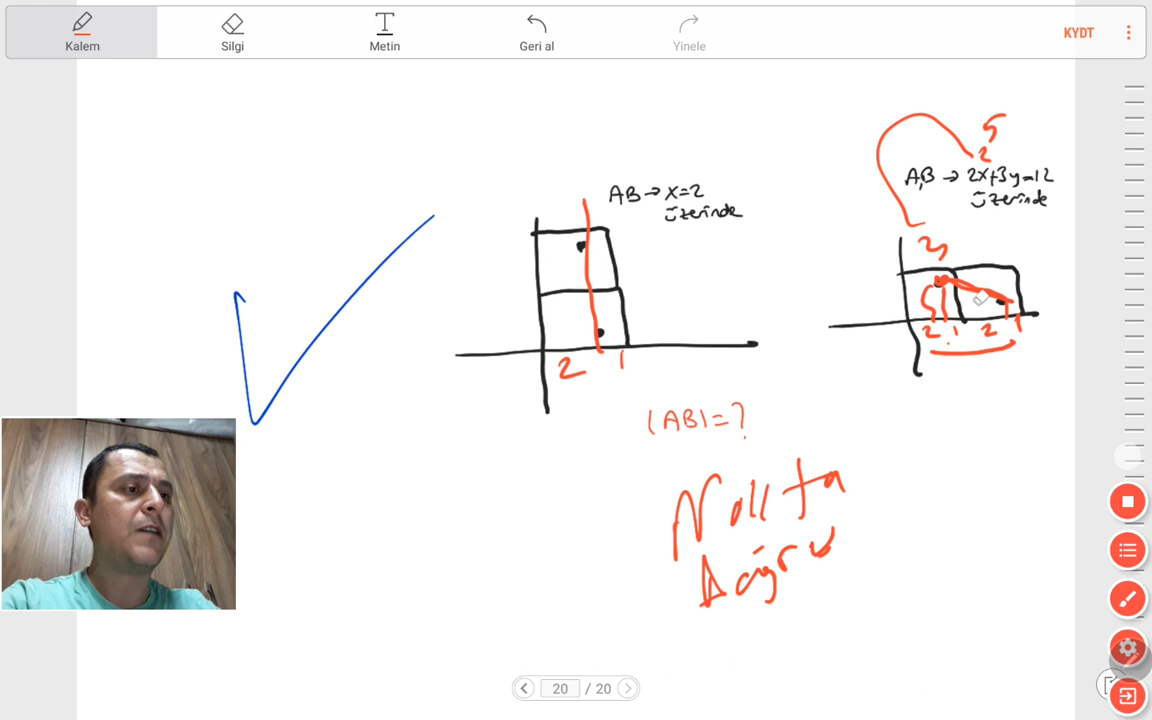 Kalem
Silgi
Metin
Geri al
Yinele
KYDT
AB → x=2
üzerinde
2
1
5
2
A,B → 2x+3y=12
üzerinde
2
1
2
1
|AB|=?
Nokta
Doğru
20 / 20